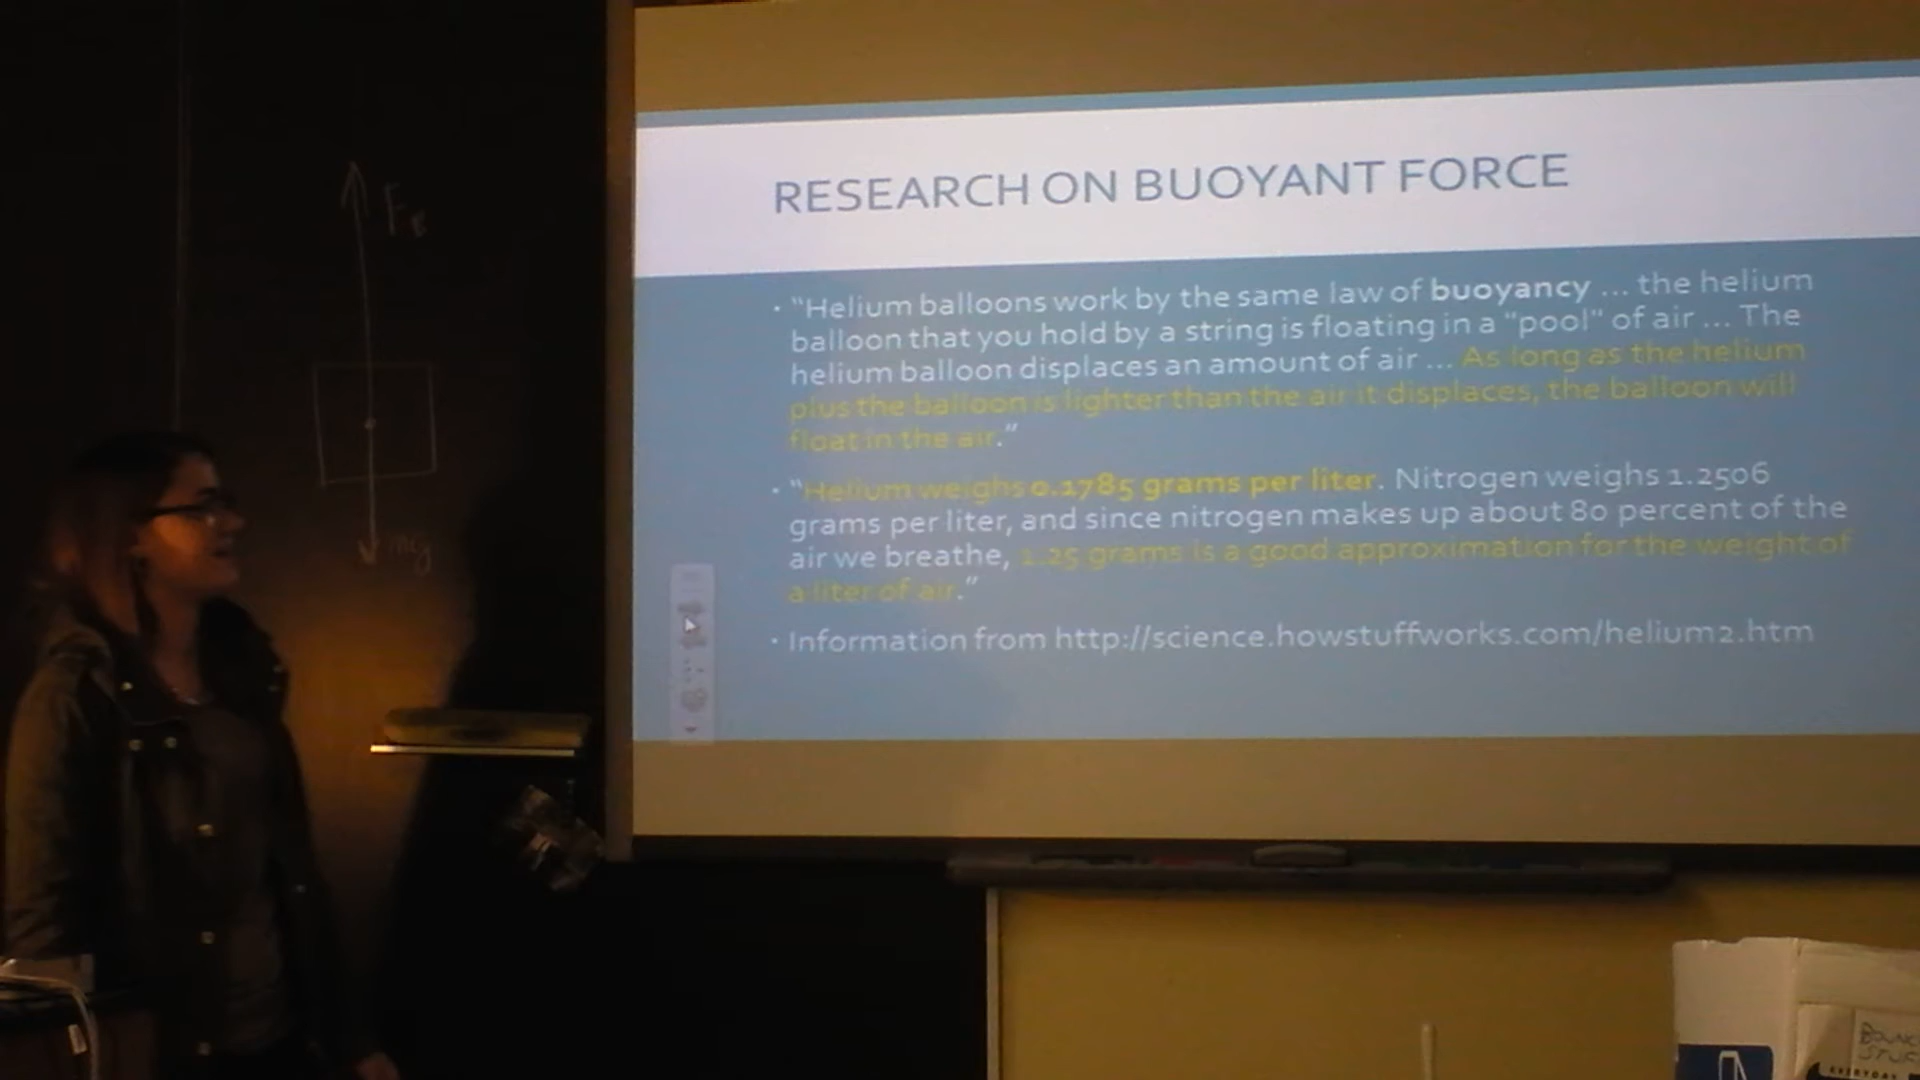 F_B
mg
RESEARCH ON BUOYANT FORCE
• "Helium balloons work by the same law of buoyancy ... the helium
balloon that you hold by a string is floating in a "pool" of air ... The
helium balloon displaces an amount of air ... As long as the helium
plus the balloon is lighter than the air it displaces, the balloon will
float in the air."
• "Helium weighs 0.1785 grams per liter. Nitrogen weighs 1.2506
grams per liter, and since nitrogen makes up about 80 percent of the
air we breathe, 1.25 grams is a good approximation for the weight of
a liter of air."
• Information from http://science.howstuffworks.com/helium2.htm
EVERYDAY